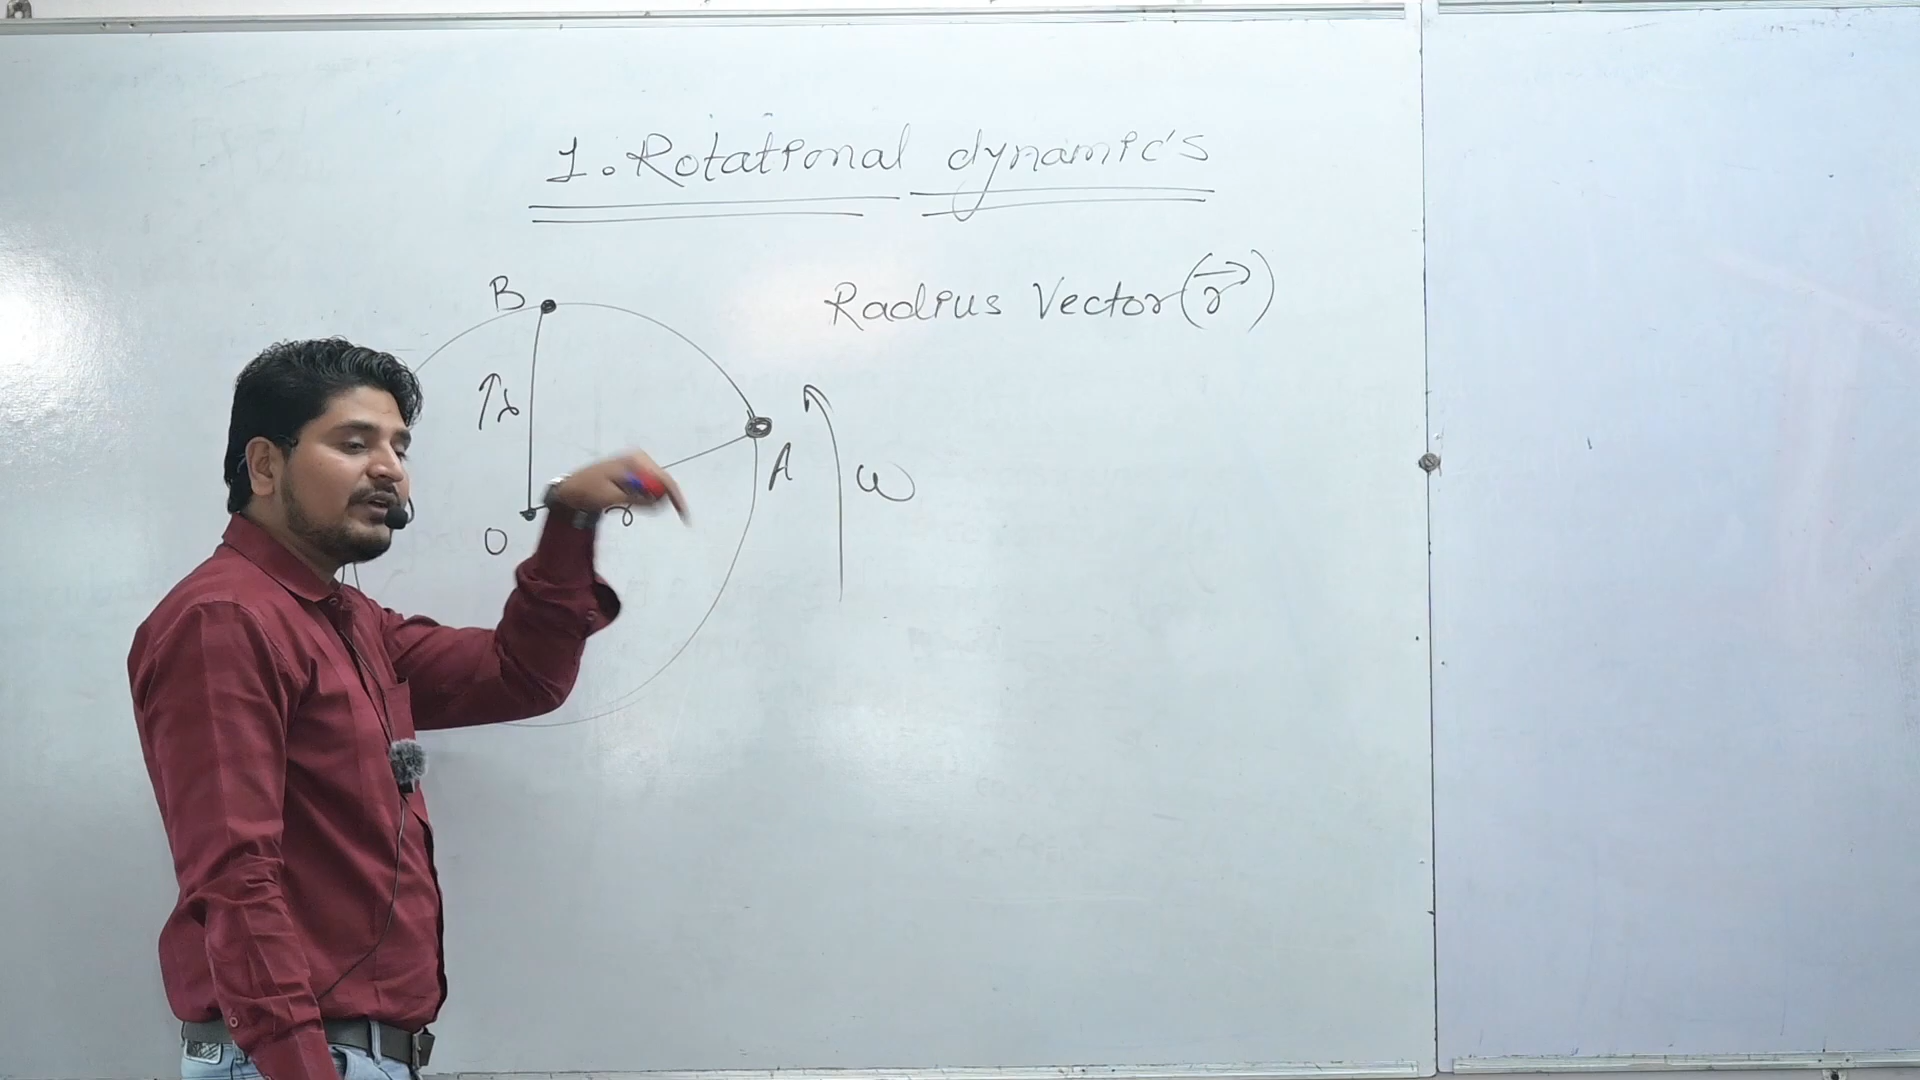 1. Rotational dynamic's
Radius Vector (r⃗)
B
A
ω
r
O